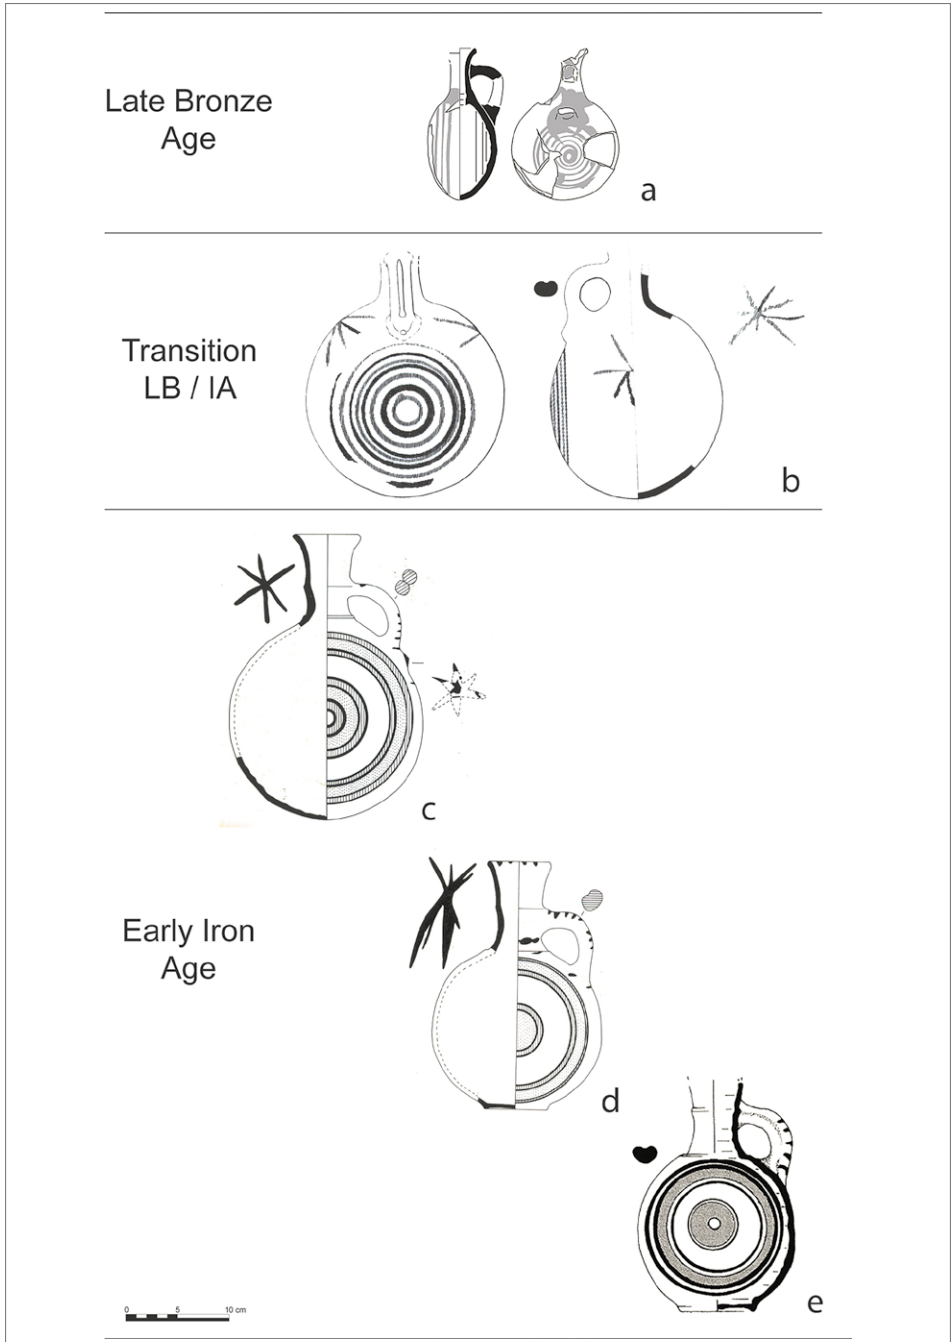 Late Bronze
Age
a
Transition
LB / IA
b
c
Early Iron
Age
d
e
0 5 10 cm